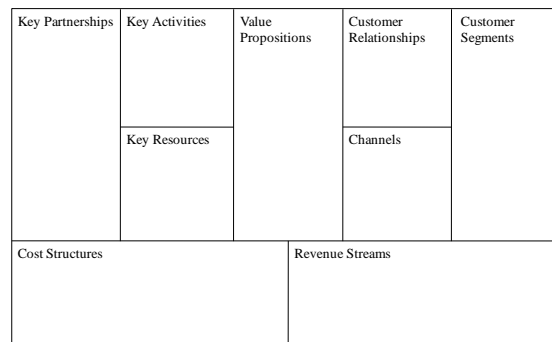 Key Partnerships
Key Activities
Value
Propositions
Customer
Relationships
Customer
Segments
Key Resources
Channels
Cost Structures
Revenue Streams